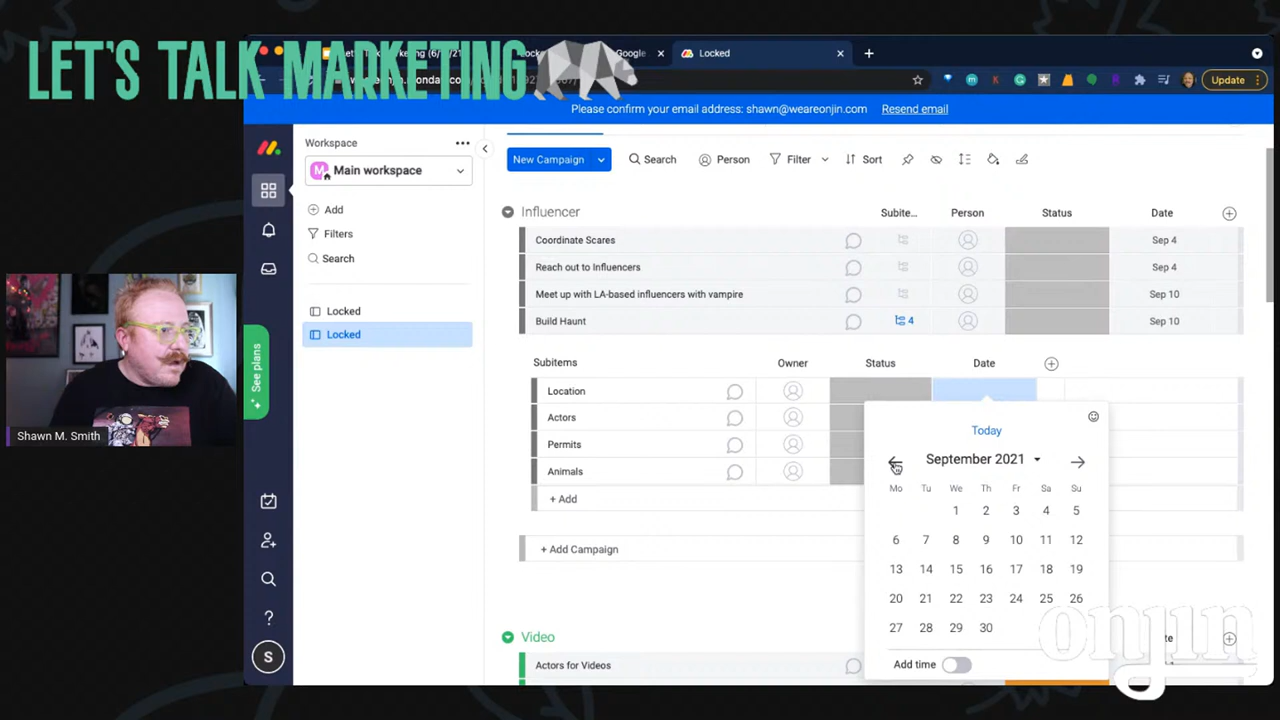 LET'S TALK MARKETING
Google
Locked
Update
Please confirm your email address: shawn@weareonjin.com Resend email
Workspace
M Main workspace
Add
Filters
Search
Locked
Locked
See plans
S
New Campaign Search Person Filter Sort
Influencer Subite... Person Status Date
Coordinate Scares Sep 4
Reach out to Influencers Sep 4
Meet up with LA-based influencers with vampire Sep 10
Build Haunt 4 Sep 10
Subitems Owner Status Date
Location
Actors
Permits
Animals
+ Add
+ Add Campaign
Today
September 2021
Mo Tu We Th Fr Sa Su
1 2 3 4 5
6 7 8 9 10 11 12
13 14 15 16 17 18 19
20 21 22 23 24 25 26
27 28 29 30
Add time
Video
Actors for Videos
Shawn M. Smith
onjin